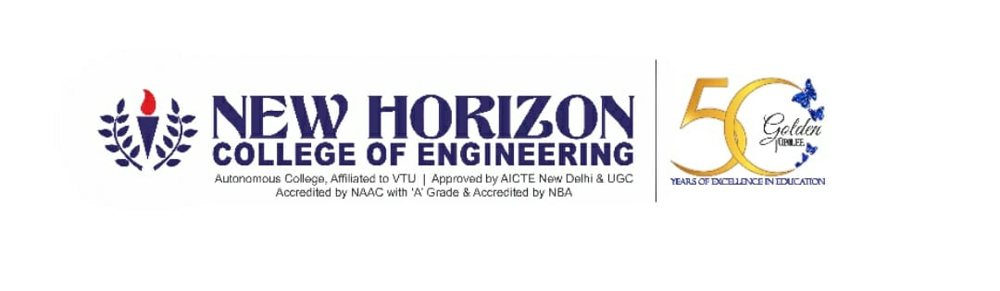 NEW HORIZON
COLLEGE OF ENGINEERING
Autonomous College, Affiliated to VTU | Approved by AICTE New Delhi & UGC
Accredited by NAAC with 'A' Grade & Accredited by NBA
50
Golden
JUBILEE
YEARS OF EXCELLENCE IN EDUCATION